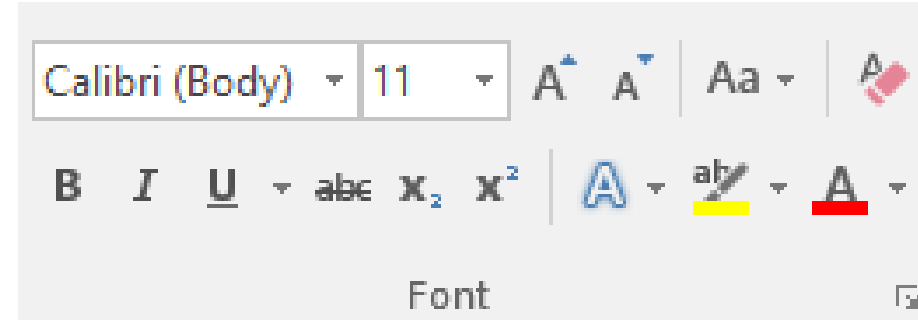 Calibri (Body) 11 A A Aa A
B I U abc x₂ x² A ab A
Font